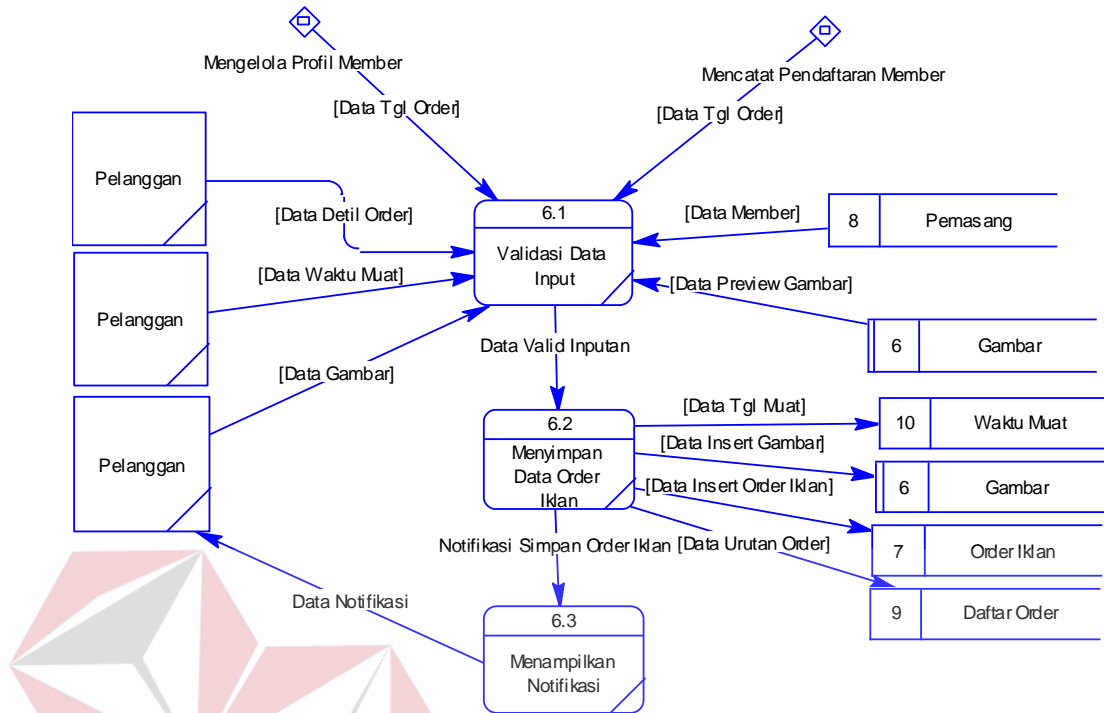 Mengelola Profil Member
Mencatat Pendaftaran Member
[Data Tgl Order]
[Data Tgl Order]
Pelanggan
[Data Detil Order]
6.1
Validasi Data
Input
[Data Member]
8
Pemasang
[Data Waktu Muat]
Pelanggan
[Data Preview Gambar]
6
Gambar
Data Valid Inputan
[Data Gambar]
Pelanggan
6.2
Menyimpan
Data Order
Iklan
[Data Tgl Muat]
10
Waktu Muat
[Data Insert Gambar]
6
Gambar
[Data Insert Order Iklan]
7
Order Iklan
Notifikasi Simpan Order Iklan
[Data Urutan Order]
9
Daftar Order
Data Notifikasi
6.3
Menampilkan
Notifikasi